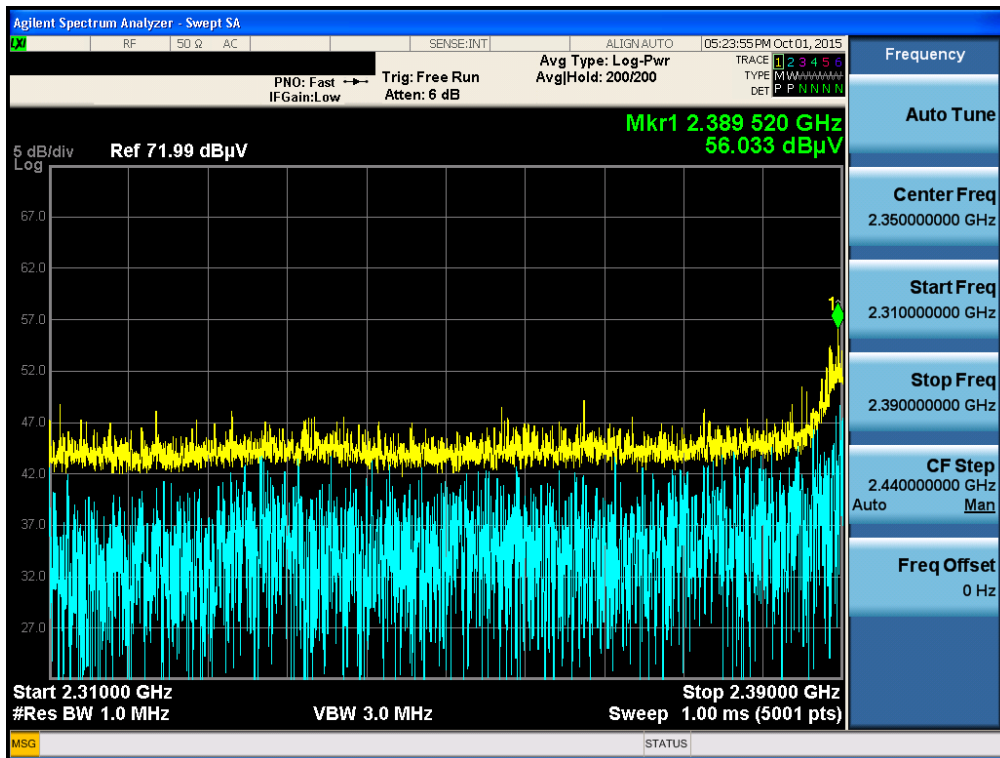 Agilent Spectrum Analyzer - Swept SA
LXI RF 50 Ω AC SENSE:INT ALIGN AUTO 05:23:55 PM Oct 01, 2015
PNO: Fast
IFGain:Low
Trig: Free Run
Atten: 6 dB
Avg Type: Log-Pwr
Avg|Hold: 200/200
TRACE 1 2 3 4 5 6
TYPE M W
DET P P N N N N
Mkr1 2.389 520 GHz
56.033 dBµV
5 dB/div Ref 71.99 dBµV
Log
67.0
62.0
57.0
52.0
47.0
42.0
37.0
32.0
27.0
1
Start 2.31000 GHz Stop 2.39000 GHz
#Res BW 1.0 MHz VBW 3.0 MHz Sweep 1.00 ms (5001 pts)
MSG STATUS
Frequency
Auto Tune
Center Freq
2.350000000 GHz
Start Freq
2.310000000 GHz
Stop Freq
2.390000000 GHz
CF Step
2.440000000 GHz
Auto Man
Freq Offset
0 Hz